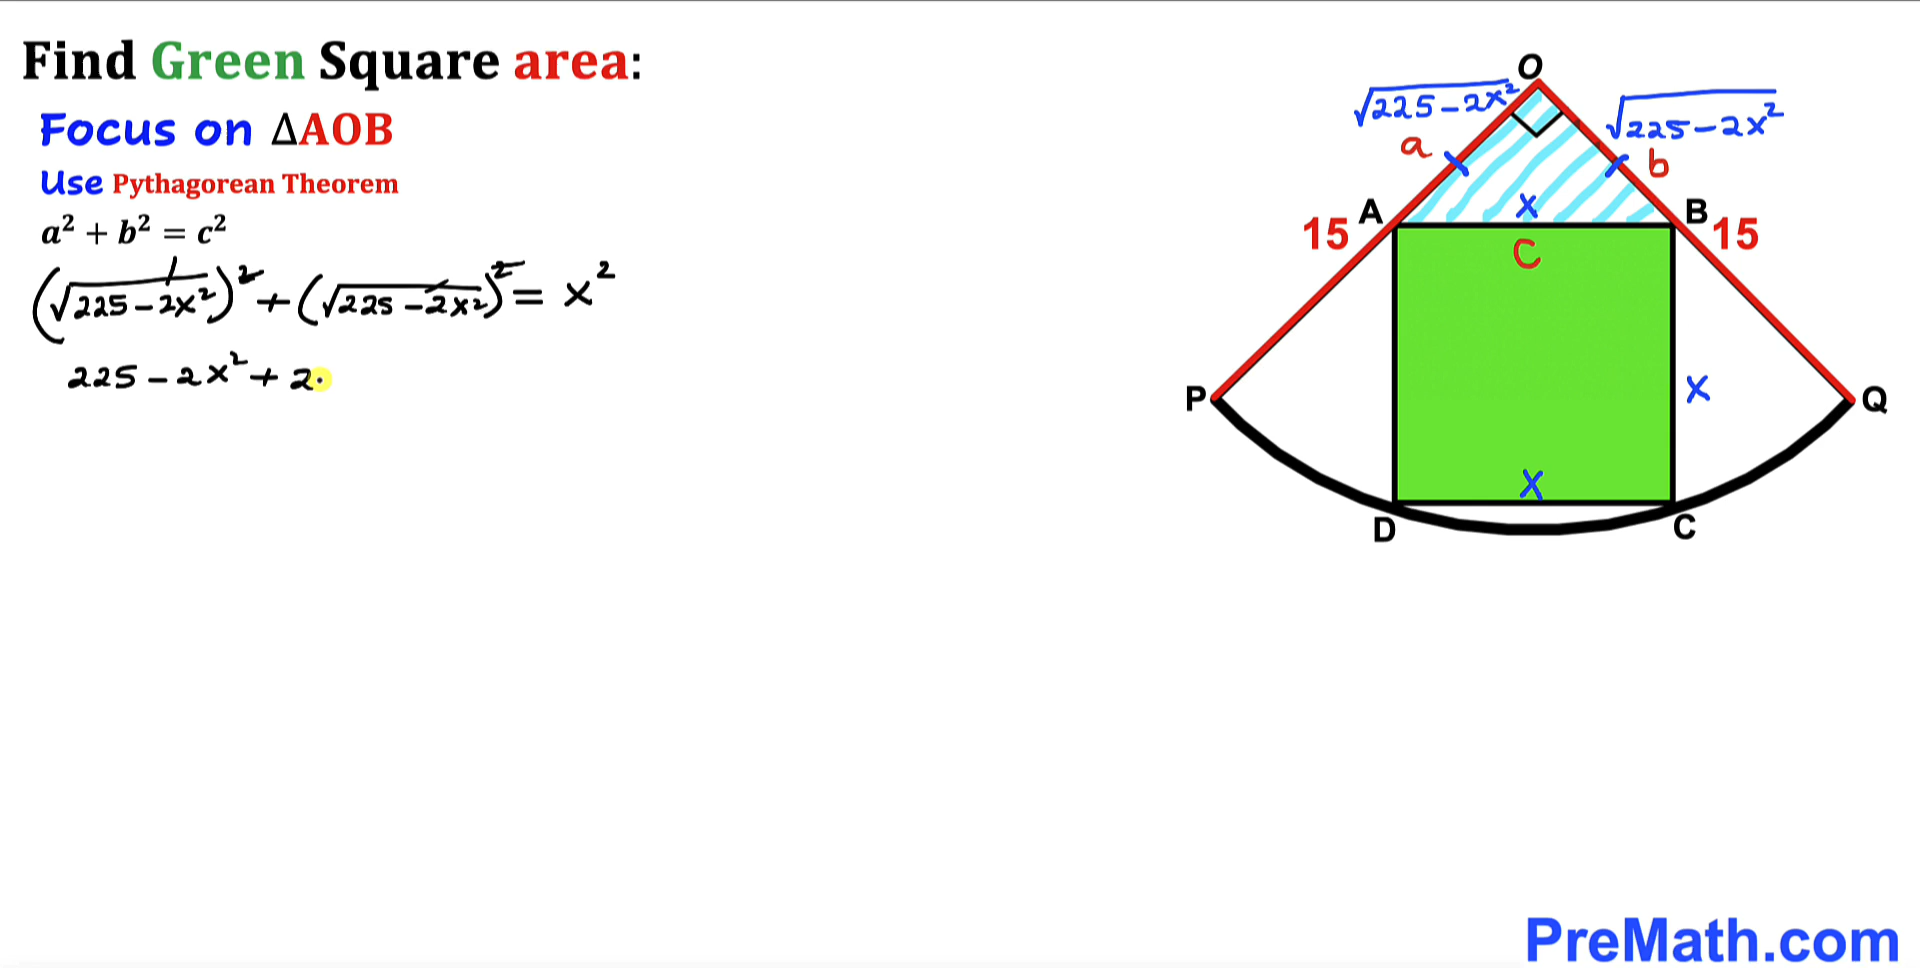 Find Green Square area:
Focus on ΔAOB
Use Pythagorean Theorem
a² + b² = c²
(√225-2x²)² + (√225-2x²)² = x²
225 - 2x² + 2
O
√225-2x²
√225-2x²
a
b
A
x
B
15
C
15
P
x
Q
x
D
C
PreMath.com